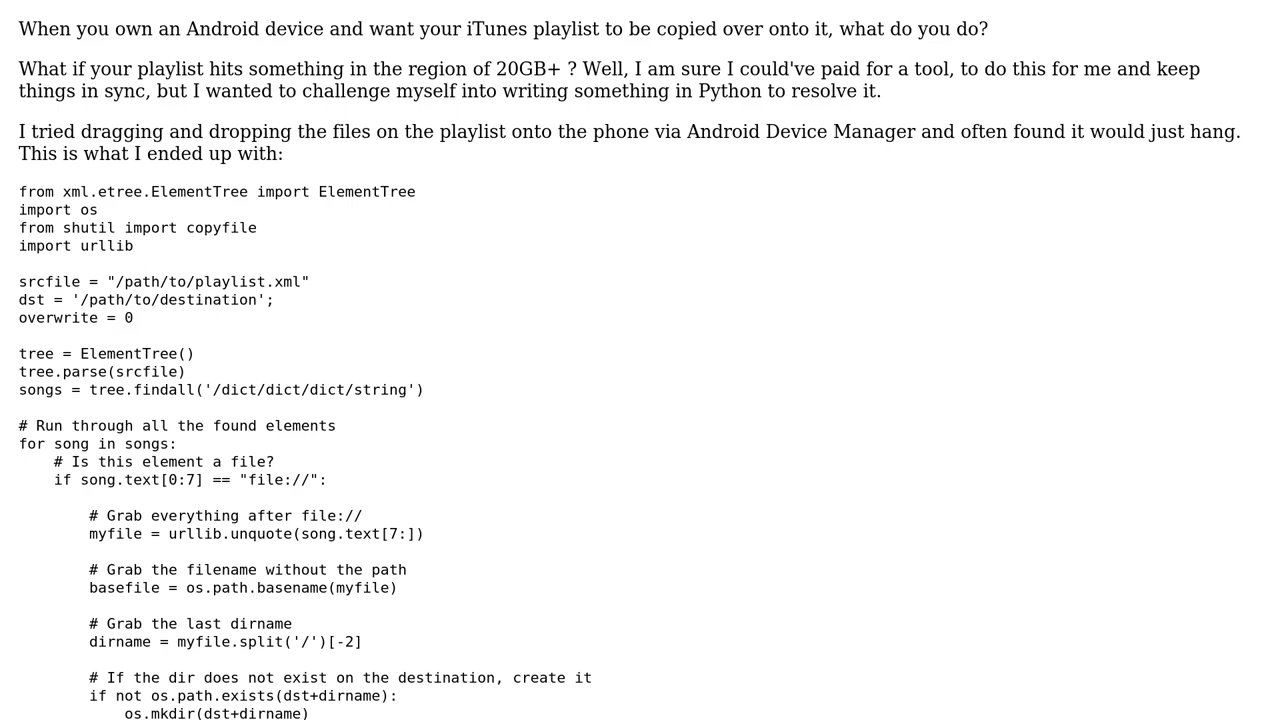 When you own an Android device and want your iTunes playlist to be copied over onto it, what do you do?
What if your playlist hits something in the region of 20GB+ ? Well, I am sure I could've paid for a tool, to do this for me and keep
things in sync, but I wanted to challenge myself into writing something in Python to resolve it.
I tried dragging and dropping the files on the playlist onto the phone via Android Device Manager and often found it would just hang.
This is what I ended up with:
from xml.etree.ElementTree import ElementTree
import os
from shutil import copyfile
import urllib
srcfile = "/path/to/playlist.xml"
dst = '/path/to/destination';
overwrite = 0
tree = ElementTree()
tree.parse(srcfile)
songs = tree.findall('/dict/dict/dict/string')
# Run through all the found elements
for song in songs:
    # Is this element a file?
    if song.text[0:7] == "file://":
        # Grab everything after file://
        myfile = urllib.unquote(song.text[7:])
        # Grab the filename without the path
        basefile = os.path.basename(myfile)
        # Grab the last dirname
        dirname = myfile.split('/')[-2]
        # If the dir does not exist on the destination, create it
        if not os.path.exists(dst+dirname):
            os.mkdir(dst+dirname)